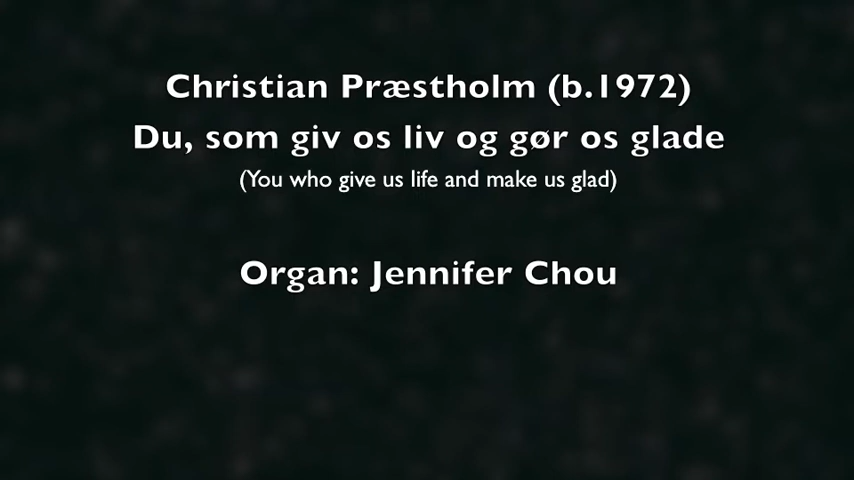 Christian Præstholm (b.1972)
Du, som giv os liv og gør os glade
(You who give us life and make us glad)
Organ: Jennifer Chou